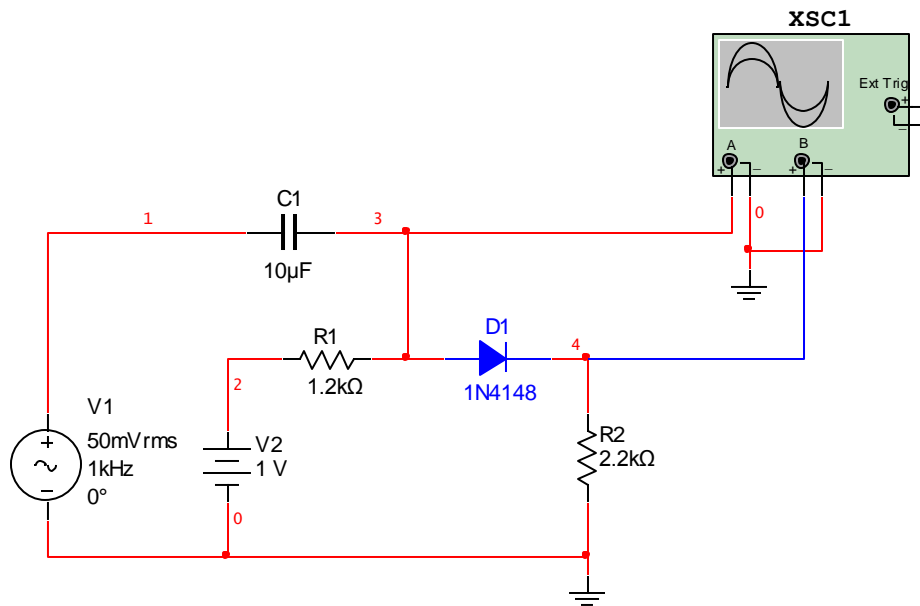 XSC1
Ext Trig
+
_
A
B
+
_
+
_
0
1
C1
3
10µF
R1
1.2kΩ
D1
4
1N4148
2
V1
50mVrms
1kHz
0°
V2
1 V
R2
2.2kΩ
0